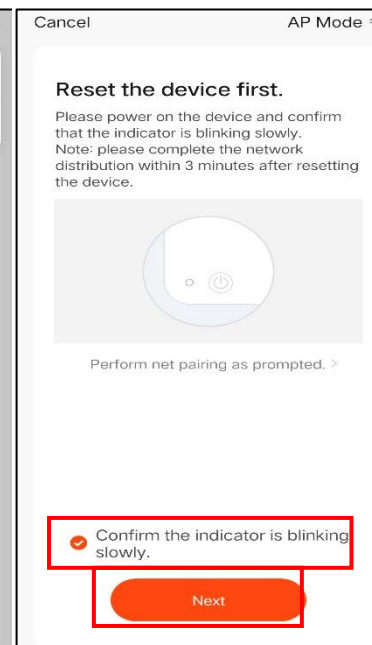 Cancel AP Mode
Reset the device first.
Please power on the device and confirm
that the indicator is blinking slowly.
Note: please complete the network
distribution within 3 minutes after resetting
the device.
Perform net pairing as prompted. >
Confirm the indicator is blinking
slowly.
Next